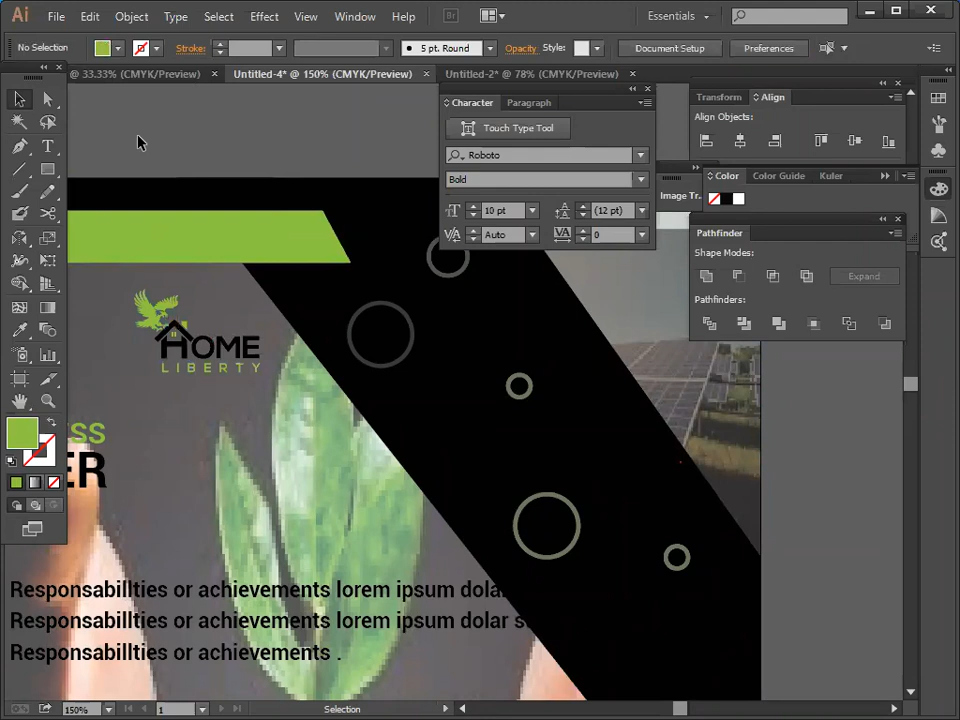 Ai File Edit Object Type Select Effect View Window Help Br Essentials
No Selection Stroke: 5 pt. Round Opacity Style: Document Setup Preferences
@ 33.33% (CMYK/Preview) × Untitled-4* @ 150% (CMYK/Preview) × Untitled-2* @ 78% (CMYK/Preview) ×
Character Paragraph
Touch Type Tool
Roboto
Bold
10 pt (12 pt)
Auto 0
Transform Align
Align Objects:
Image Tr
Color Color Guide Kuler
Pathfinder
Shape Modes:
Expand
Pathfinders:
HOME
LIBERTY
ESS
ER
Responsabillties or achievements lorem ipsum dola
Responsabillties or achievements lorem ipsum dolar s
Responsabillties or achievements .
150% 1 Selection